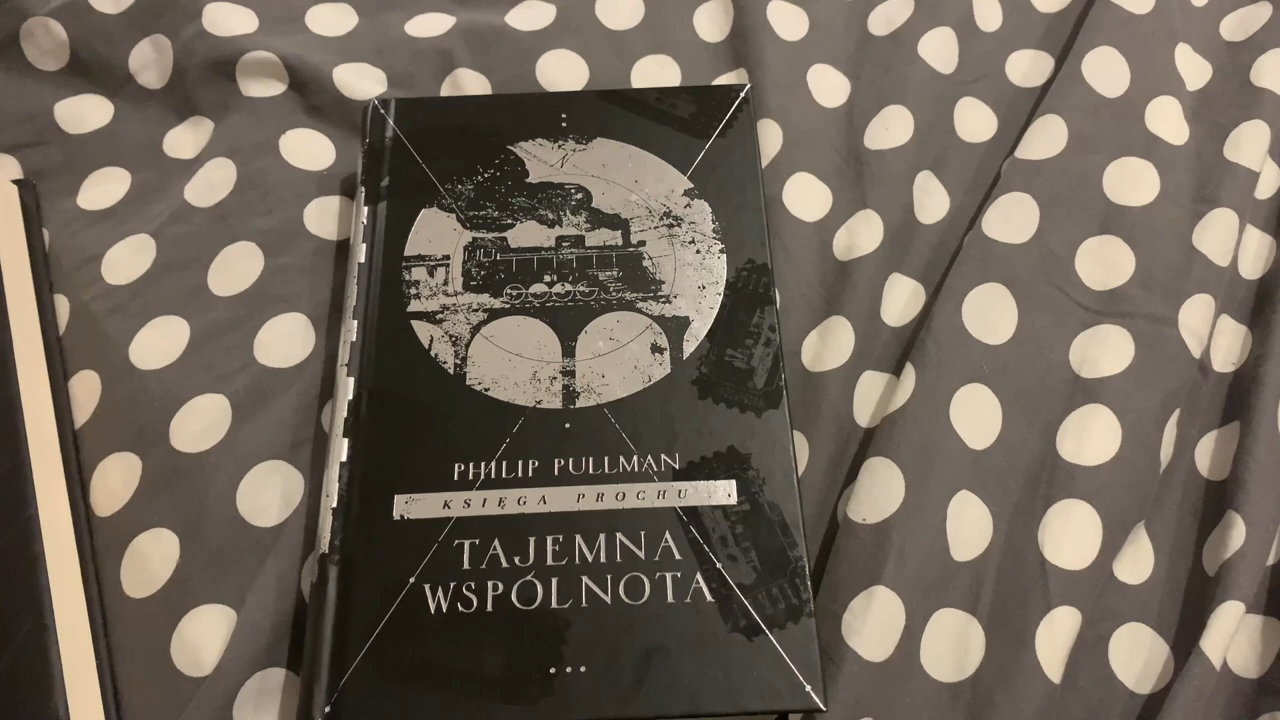 N
PHILIP PULLMAN
KSIĘGA PROCHU
TAJEMNA
WSPÓLNOTA